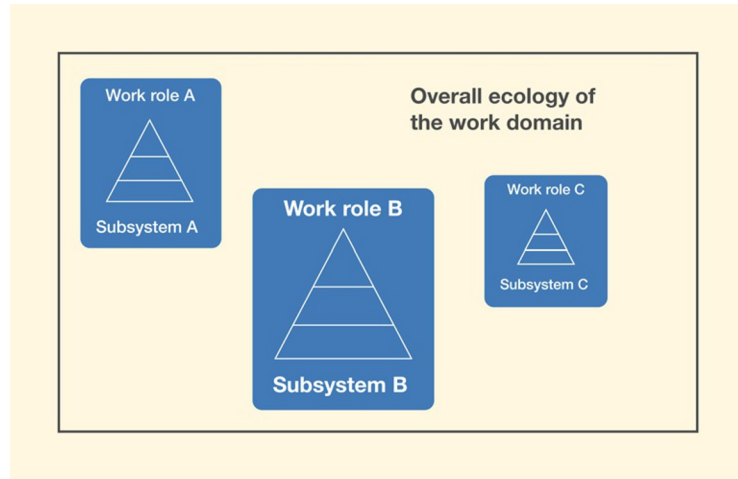 Work role A
Subsystem A
Overall ecology of
the work domain
Work role B
Subsystem B
Work role C
Subsystem C